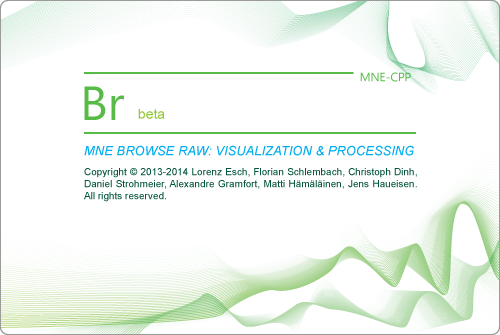 MNE-CPP
Br beta
MNE BROWSE RAW: VISUALIZATION & PROCESSING
Copyright © 2013-2014 Lorenz Esch, Florian Schlembach, Christoph Dinh,
Daniel Strohmeier, Alexandre Gramfort, Matti Hämäläinen, Jens Haueisen.
All rights reserved.